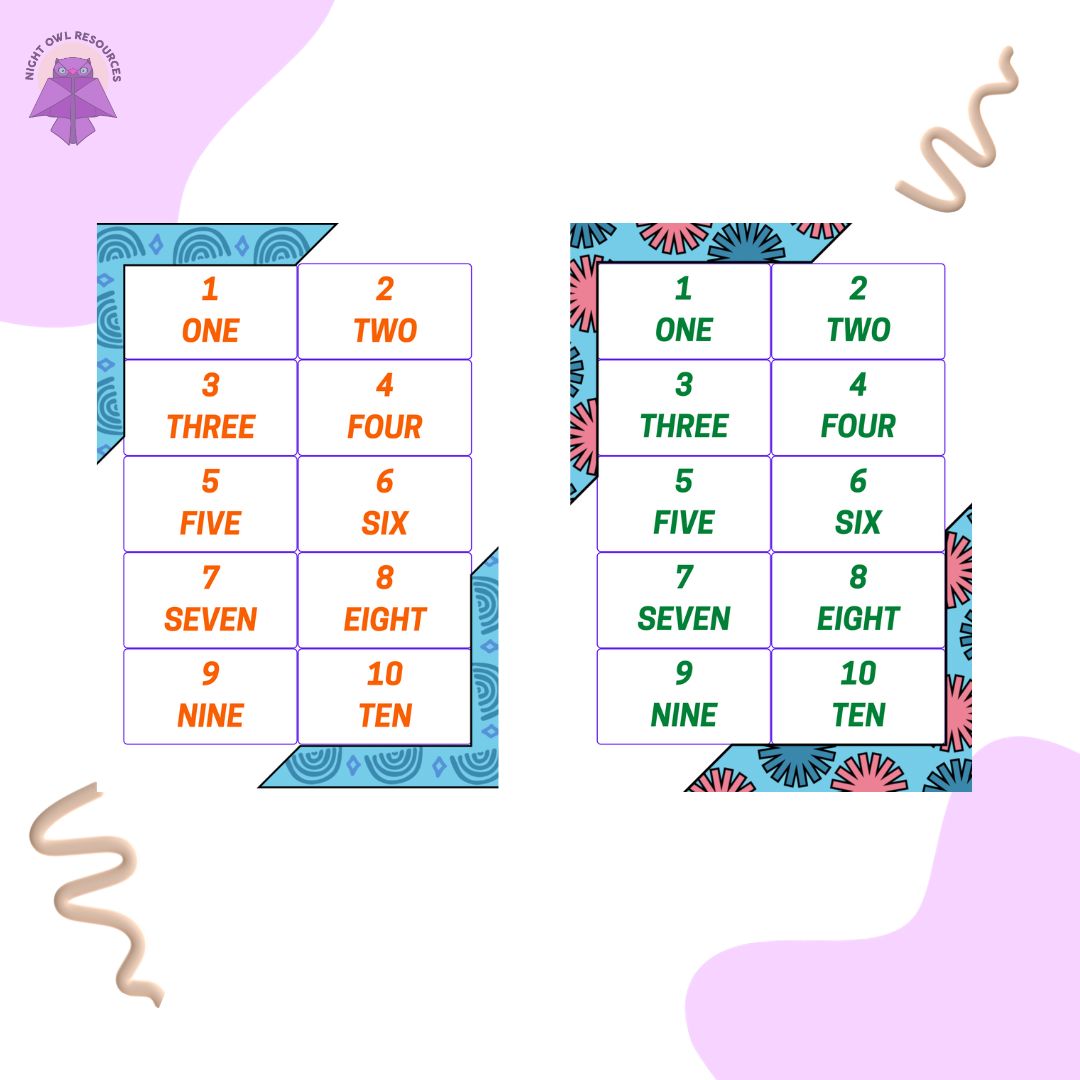 NIGHT OWL RESOURCES
1
ONE
2
TWO
3
THREE
4
FOUR
5
FIVE
6
SIX
7
SEVEN
8
EIGHT
9
NINE
10
TEN
1
ONE
2
TWO
3
THREE
4
FOUR
5
FIVE
6
SIX
7
SEVEN
8
EIGHT
9
NINE
10
TEN